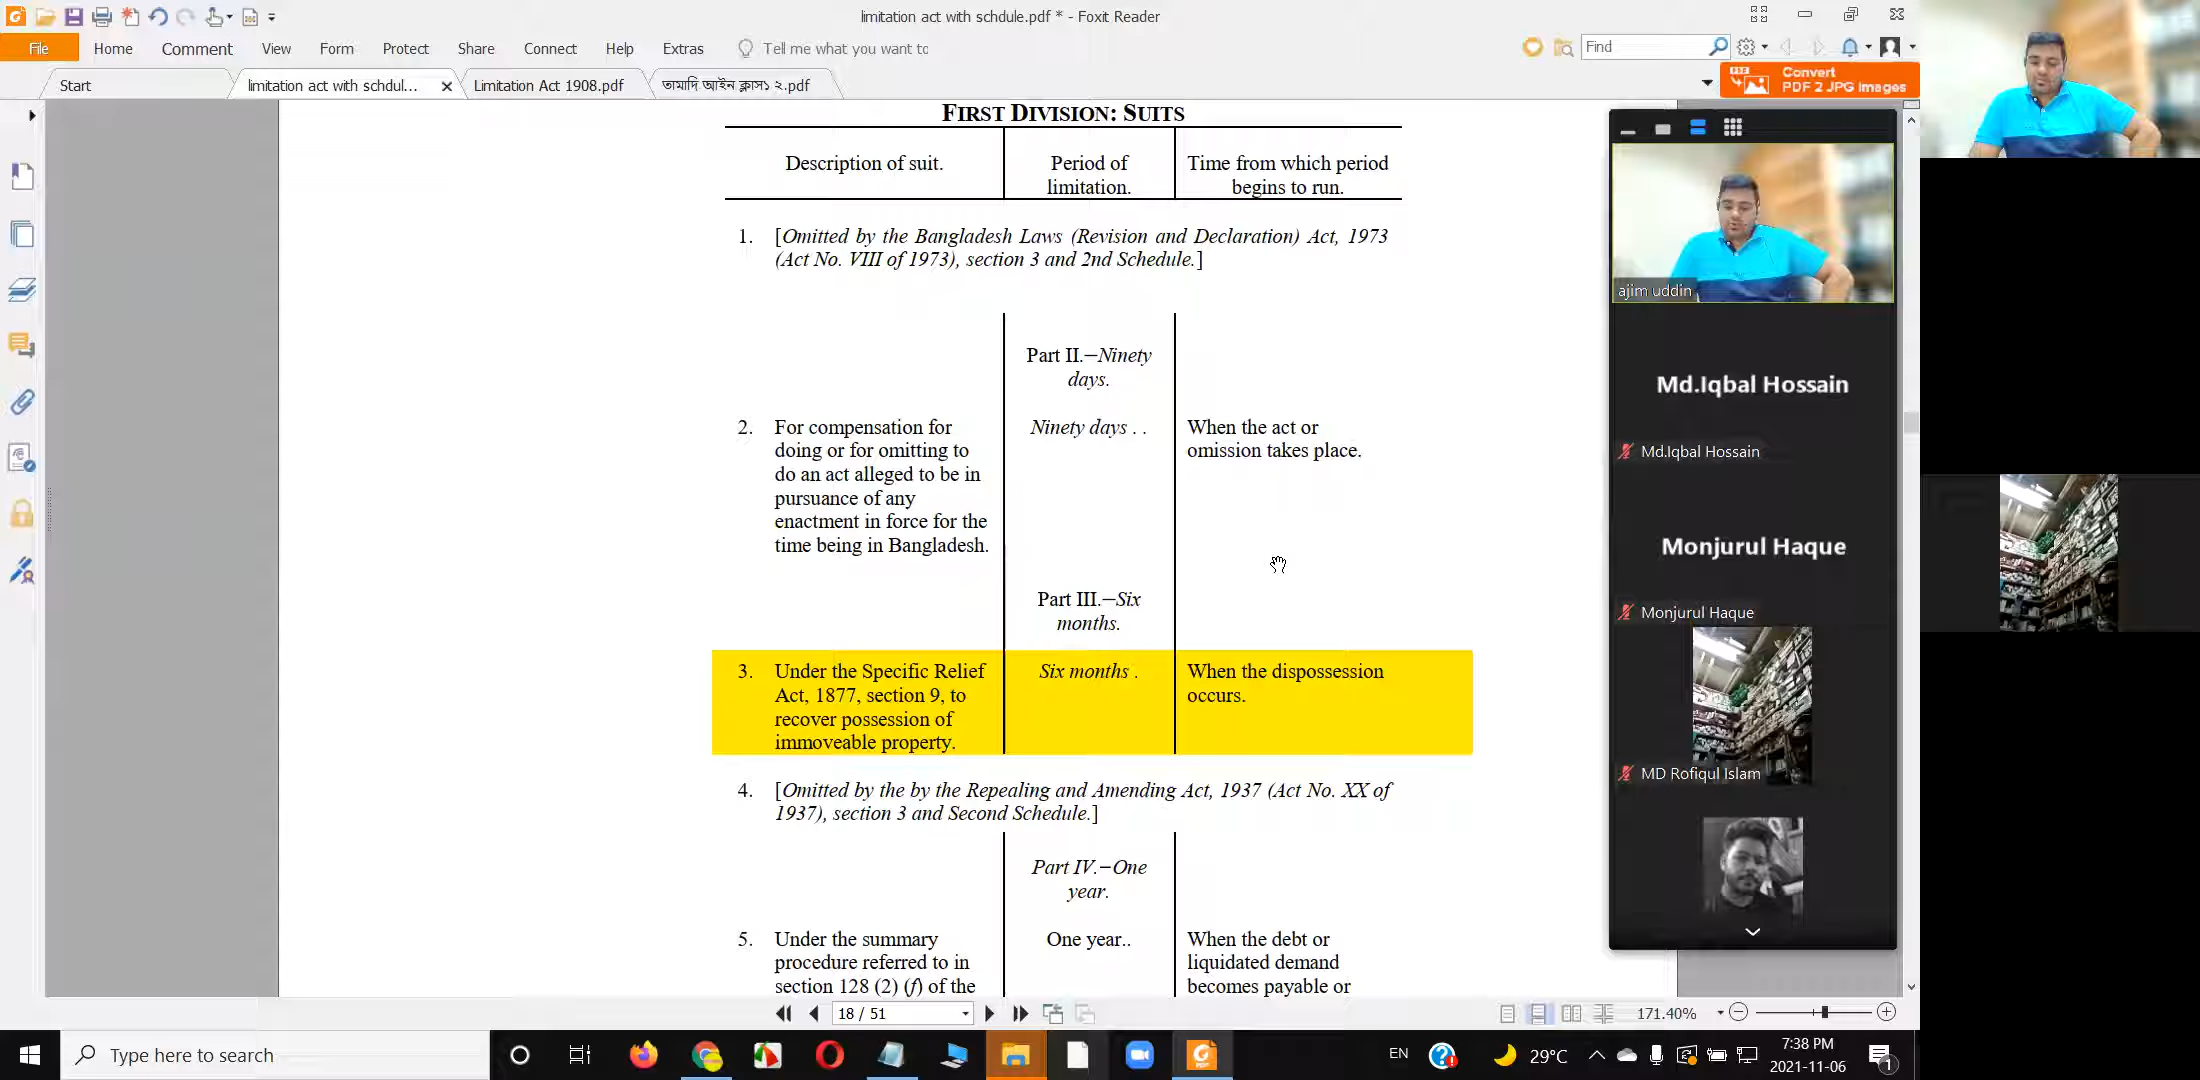 limitation act with schdule.pdf * - Foxit Reader
File Home Comment View Form Protect Share Connect Help Extras Tell me what you want to Find
Start limitation act with schdul... Limitation Act 1908.pdf তামাদি আইন ক্লাস১ ২.pdf
Convert
PDF 2 JPG Images
FIRST DIVISION: SUITS
Description of suit.
Period of
limitation.
Time from which period
begins to run.
1. [Omitted by the Bangladesh Laws (Revision and Declaration) Act, 1973
(Act No. VIII of 1973), section 3 and 2nd Schedule.]
Part II.–Ninety
days.
2. For compensation for
doing or for omitting to
do an act alleged to be in
pursuance of any
enactment in force for the
time being in Bangladesh.
Ninety days . .
When the act or
omission takes place.
Part III.–Six
months.
3. Under the Specific Relief
Act, 1877, section 9, to
recover possession of
immoveable property.
Six months .
When the dispossession
occurs.
4. [Omitted by the by the Repealing and Amending Act, 1937 (Act No. XX of
1937), section 3 and Second Schedule.]
Part IV.–One
year.
5. Under the summary
procedure referred to in
section 128 (2) (f) of the
One year..
When the debt or
liquidated demand
becomes payable or
ajim uddin
Md.Iqbal Hossain
Md.Iqbal Hossain
Monjurul Haque
Monjurul Haque
MD Rofiqul Islam
18 / 51
171.40%
Type here to search
EN
29°C
7:38 PM
2021-11-06
1